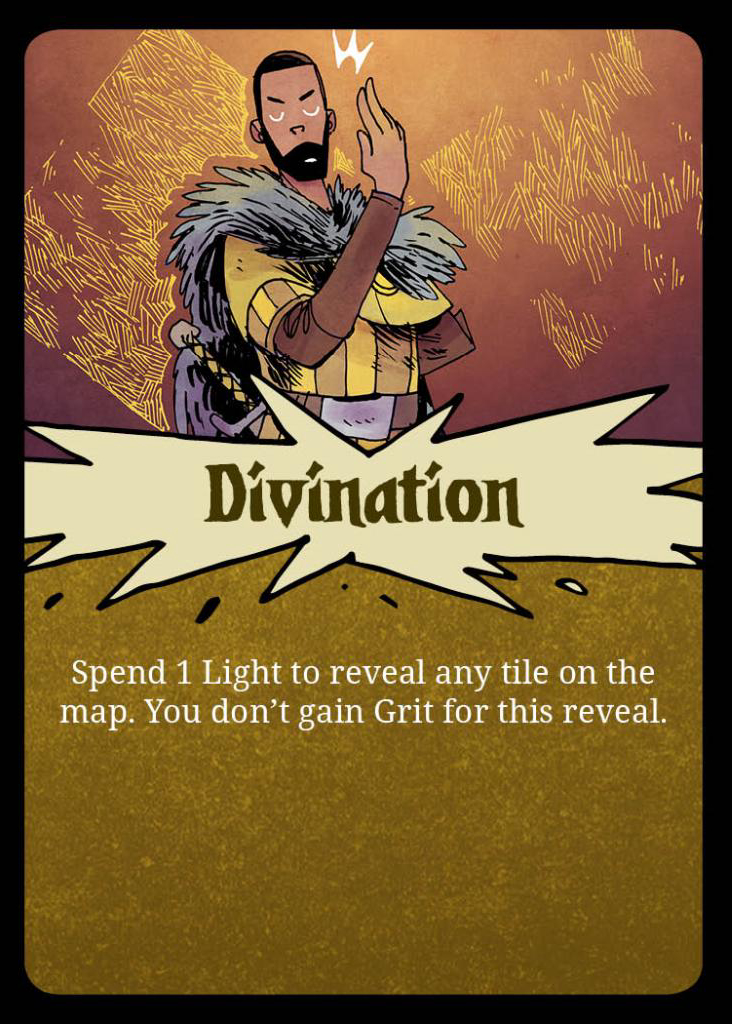 Divination
Spend 1 Light to reveal any tile on the
map. You don’t gain Grit for this reveal.